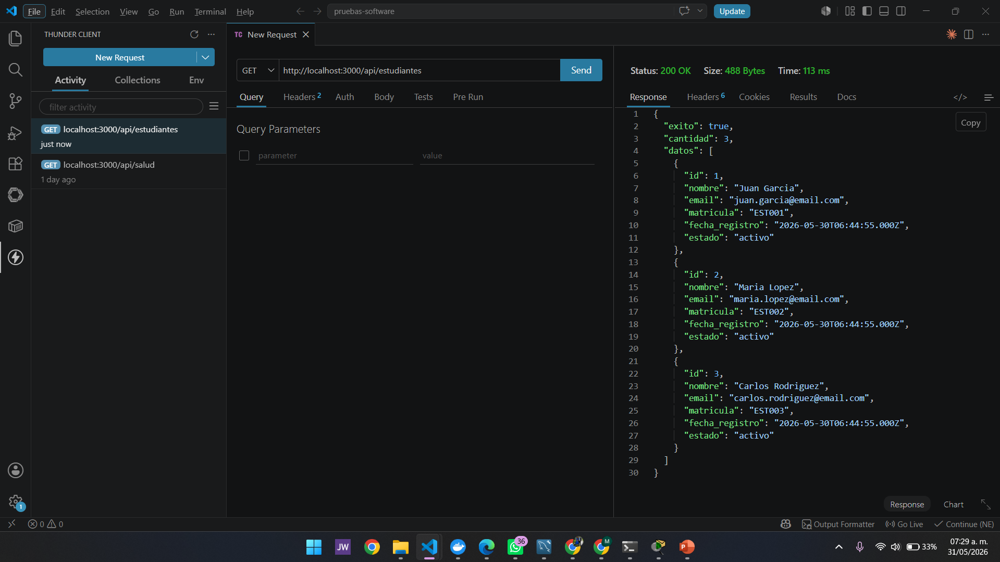 File Edit Selection View Go Run Terminal Help
pruebas-software
Update
THUNDER CLIENT
New Request
Activity Collections Env
filter activity
GET localhost:3000/api/estudiantes
just now
GET localhost:3000/api/salud
1 day ago
TC New Request
GET http://localhost:3000/api/estudiantes Send
Query Headers 2 Auth Body Tests Pre Run
Query Parameters
parameter value
Status: 200 OK Size: 488 Bytes Time: 113 ms
Response Headers 6 Cookies Results Docs </>
Copy
1 {
2 "exito": true,
3 "cantidad": 3,
4 "datos": [
5 {
6 "id": 1,
7 "nombre": "Juan Garcia",
8 "email": "juan.garcia@email.com",
9 "matricula": "EST001",
10 "fecha_registro": "2026-05-30T06:44:55.000Z",
11 "estado": "activo"
12 },
13 {
14 "id": 2,
15 "nombre": "Maria Lopez",
16 "email": "maria.lopez@email.com",
17 "matricula": "EST002",
18 "fecha_registro": "2026-05-30T06:44:55.000Z",
19 "estado": "activo"
20 },
21 {
22 "id": 3,
23 "nombre": "Carlos Rodriguez",
24 "email": "carlos.rodriguez@email.com",
25 "matricula": "EST003",
26 "fecha_registro": "2026-05-30T06:44:55.000Z",
27 "estado": "activo"
28 }
29 ]
30 }
Response Chart
1
0 0
Output Formatter Go Live Continue (NE)
JW
36
M
33%
07:29 a. m.
31/05/2026